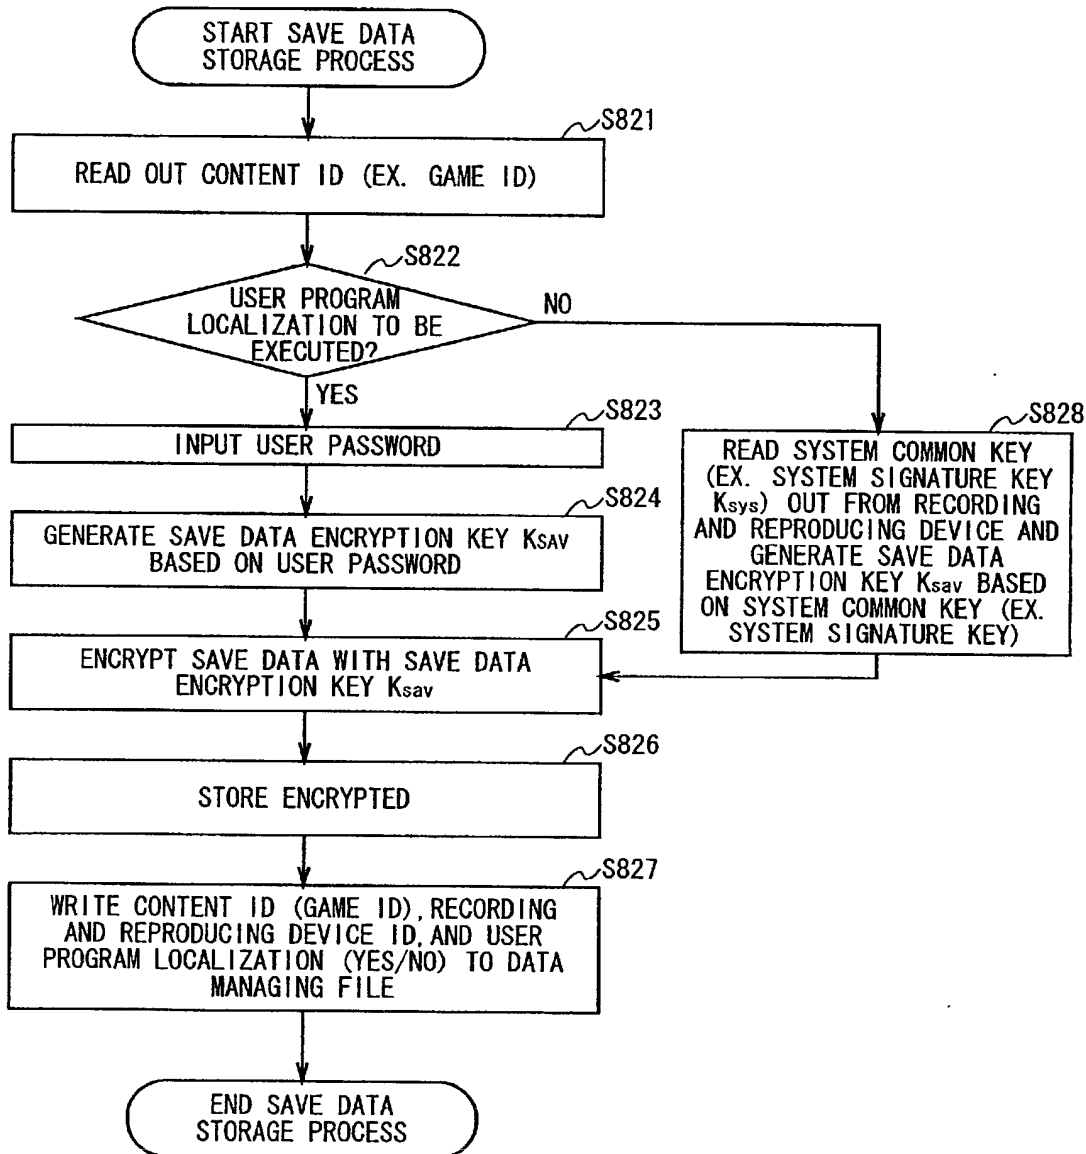 START SAVE DATA
STORAGE PROCESS
S821
READ OUT CONTENT ID (EX. GAME ID)
S822
USER PROGRAM
LOCALIZATION TO BE
EXECUTED?
NO
YES
S823
INPUT USER PASSWORD
S828
READ SYSTEM COMMON KEY
(EX. SYSTEM SIGNATURE KEY
Ksys) OUT FROM RECORDING
AND REPRODUCING DEVICE AND
GENERATE SAVE DATA
ENCRYPTION KEY Ksav BASED
ON SYSTEM COMMON KEY (EX.
SYSTEM SIGNATURE KEY)
S824
GENERATE SAVE DATA ENCRYPTION KEY KSAV
BASED ON USER PASSWORD
S825
ENCRYPT SAVE DATA WITH SAVE DATA
ENCRYPTION KEY Ksav
S826
STORE ENCRYPTED
S827
WRITE CONTENT ID (GAME ID), RECORDING
AND REPRODUCING DEVICE ID, AND USER
PROGRAM LOCALIZATION (YES/NO) TO DATA
MANAGING FILE
END SAVE DATA
STORAGE PROCESS